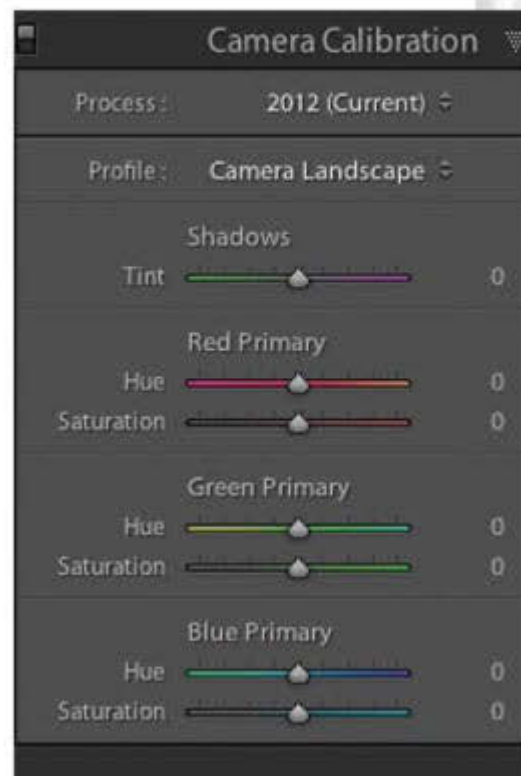 Camera Calibration
Process: 2012 (Current)
Profile: Camera Landscape
Shadows
Tint 0
Red Primary
Hue 0
Saturation 0
Green Primary
Hue 0
Saturation 0
Blue Primary
Hue 0
Saturation 0